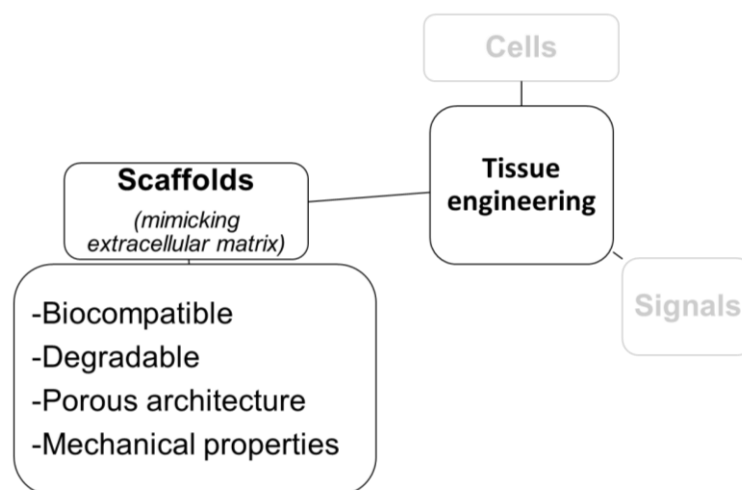 Cells
Tissue
engineering
Scaffolds
(mimicking
extracellular matrix)
Signals
-Biocompatible
-Degradable
-Porous architecture
-Mechanical properties